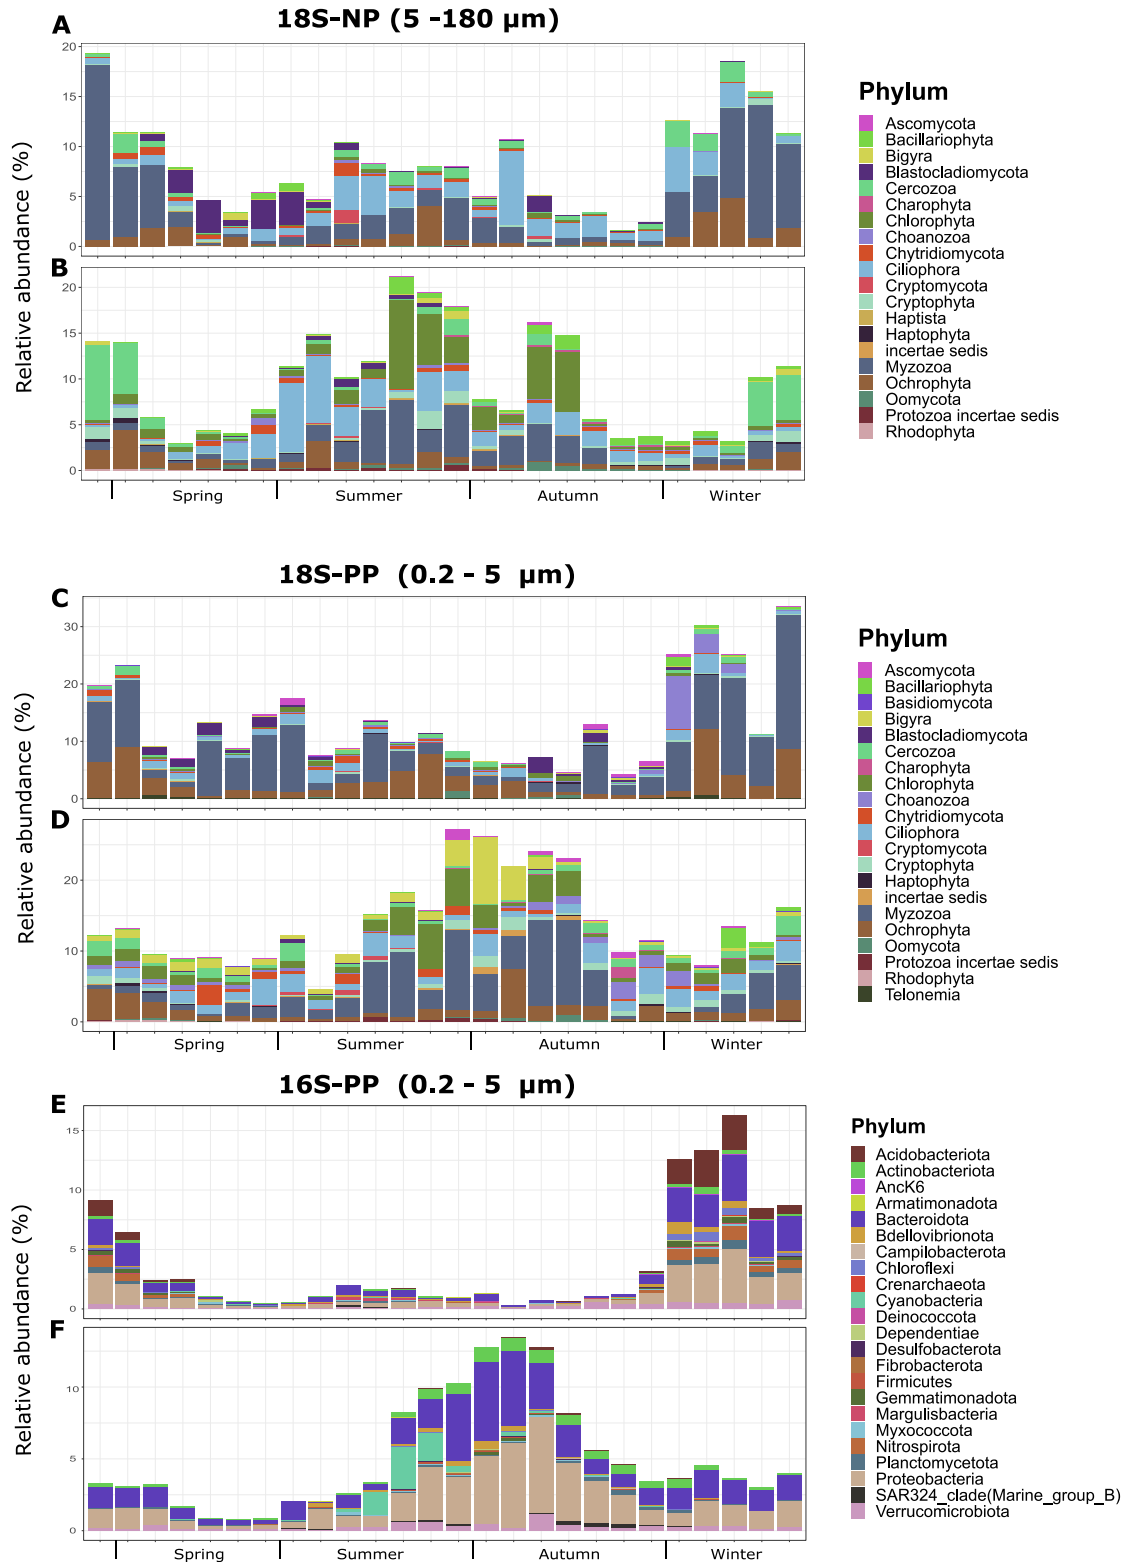 18S-NP (5 -180 µm)
A
Relative abundance (%)
20
15
10
5
0
B
20
15
10
5
0
Spring
Summer
Autumn
Winter
Phylum
Ascomycota
Bacillariophyta
Bigyra
Blastocladiomycota
Cercozoa
Charophyta
Chlorophyta
Choanozoa
Chytridiomycota
Ciliophora
Cryptomycota
Cryptophyta
Haptista
Haptophyta
incertae sedis
Myzozoa
Ochrophyta
Oomycota
Protozoa incertae sedis
Rhodophyta
18S-PP (0.2 - 5 µm)
C
Relative abundance (%)
30
20
10
0
D
20
10
0
Spring
Summer
Autumn
Winter
Phylum
Ascomycota
Bacillariophyta
Basidiomycota
Bigyra
Blastocladiomycota
Cercozoa
Charophyta
Chlorophyta
Choanozoa
Chytridiomycota
Ciliophora
Cryptomycota
Cryptophyta
Haptophyta
incertae sedis
Myzozoa
Ochrophyta
Oomycota
Protozoa incertae sedis
Rhodophyta
Telonemia
16S-PP (0.2 - 5 µm)
E
Relative abundance (%)
15
10
5
0
F
10
5
0
Spring
Summer
Autumn
Winter
Phylum
Acidobacteriota
Actinobacteriota
AncK6
Armatimonadota
Bacteroidota
Bdellovibrionota
Campilobacterota
Chloroflexi
Crenarchaeota
Cyanobacteria
Deinococcota
Dependentiae
Desulfobacterota
Fibrobacterota
Firmicutes
Gemmatimonadota
Margulisbacteria
Myxococcota
Nitrospirota
Planctomycetota
Proteobacteria
SAR324_clade(Marine_group_B)
Verrucomicrobiota